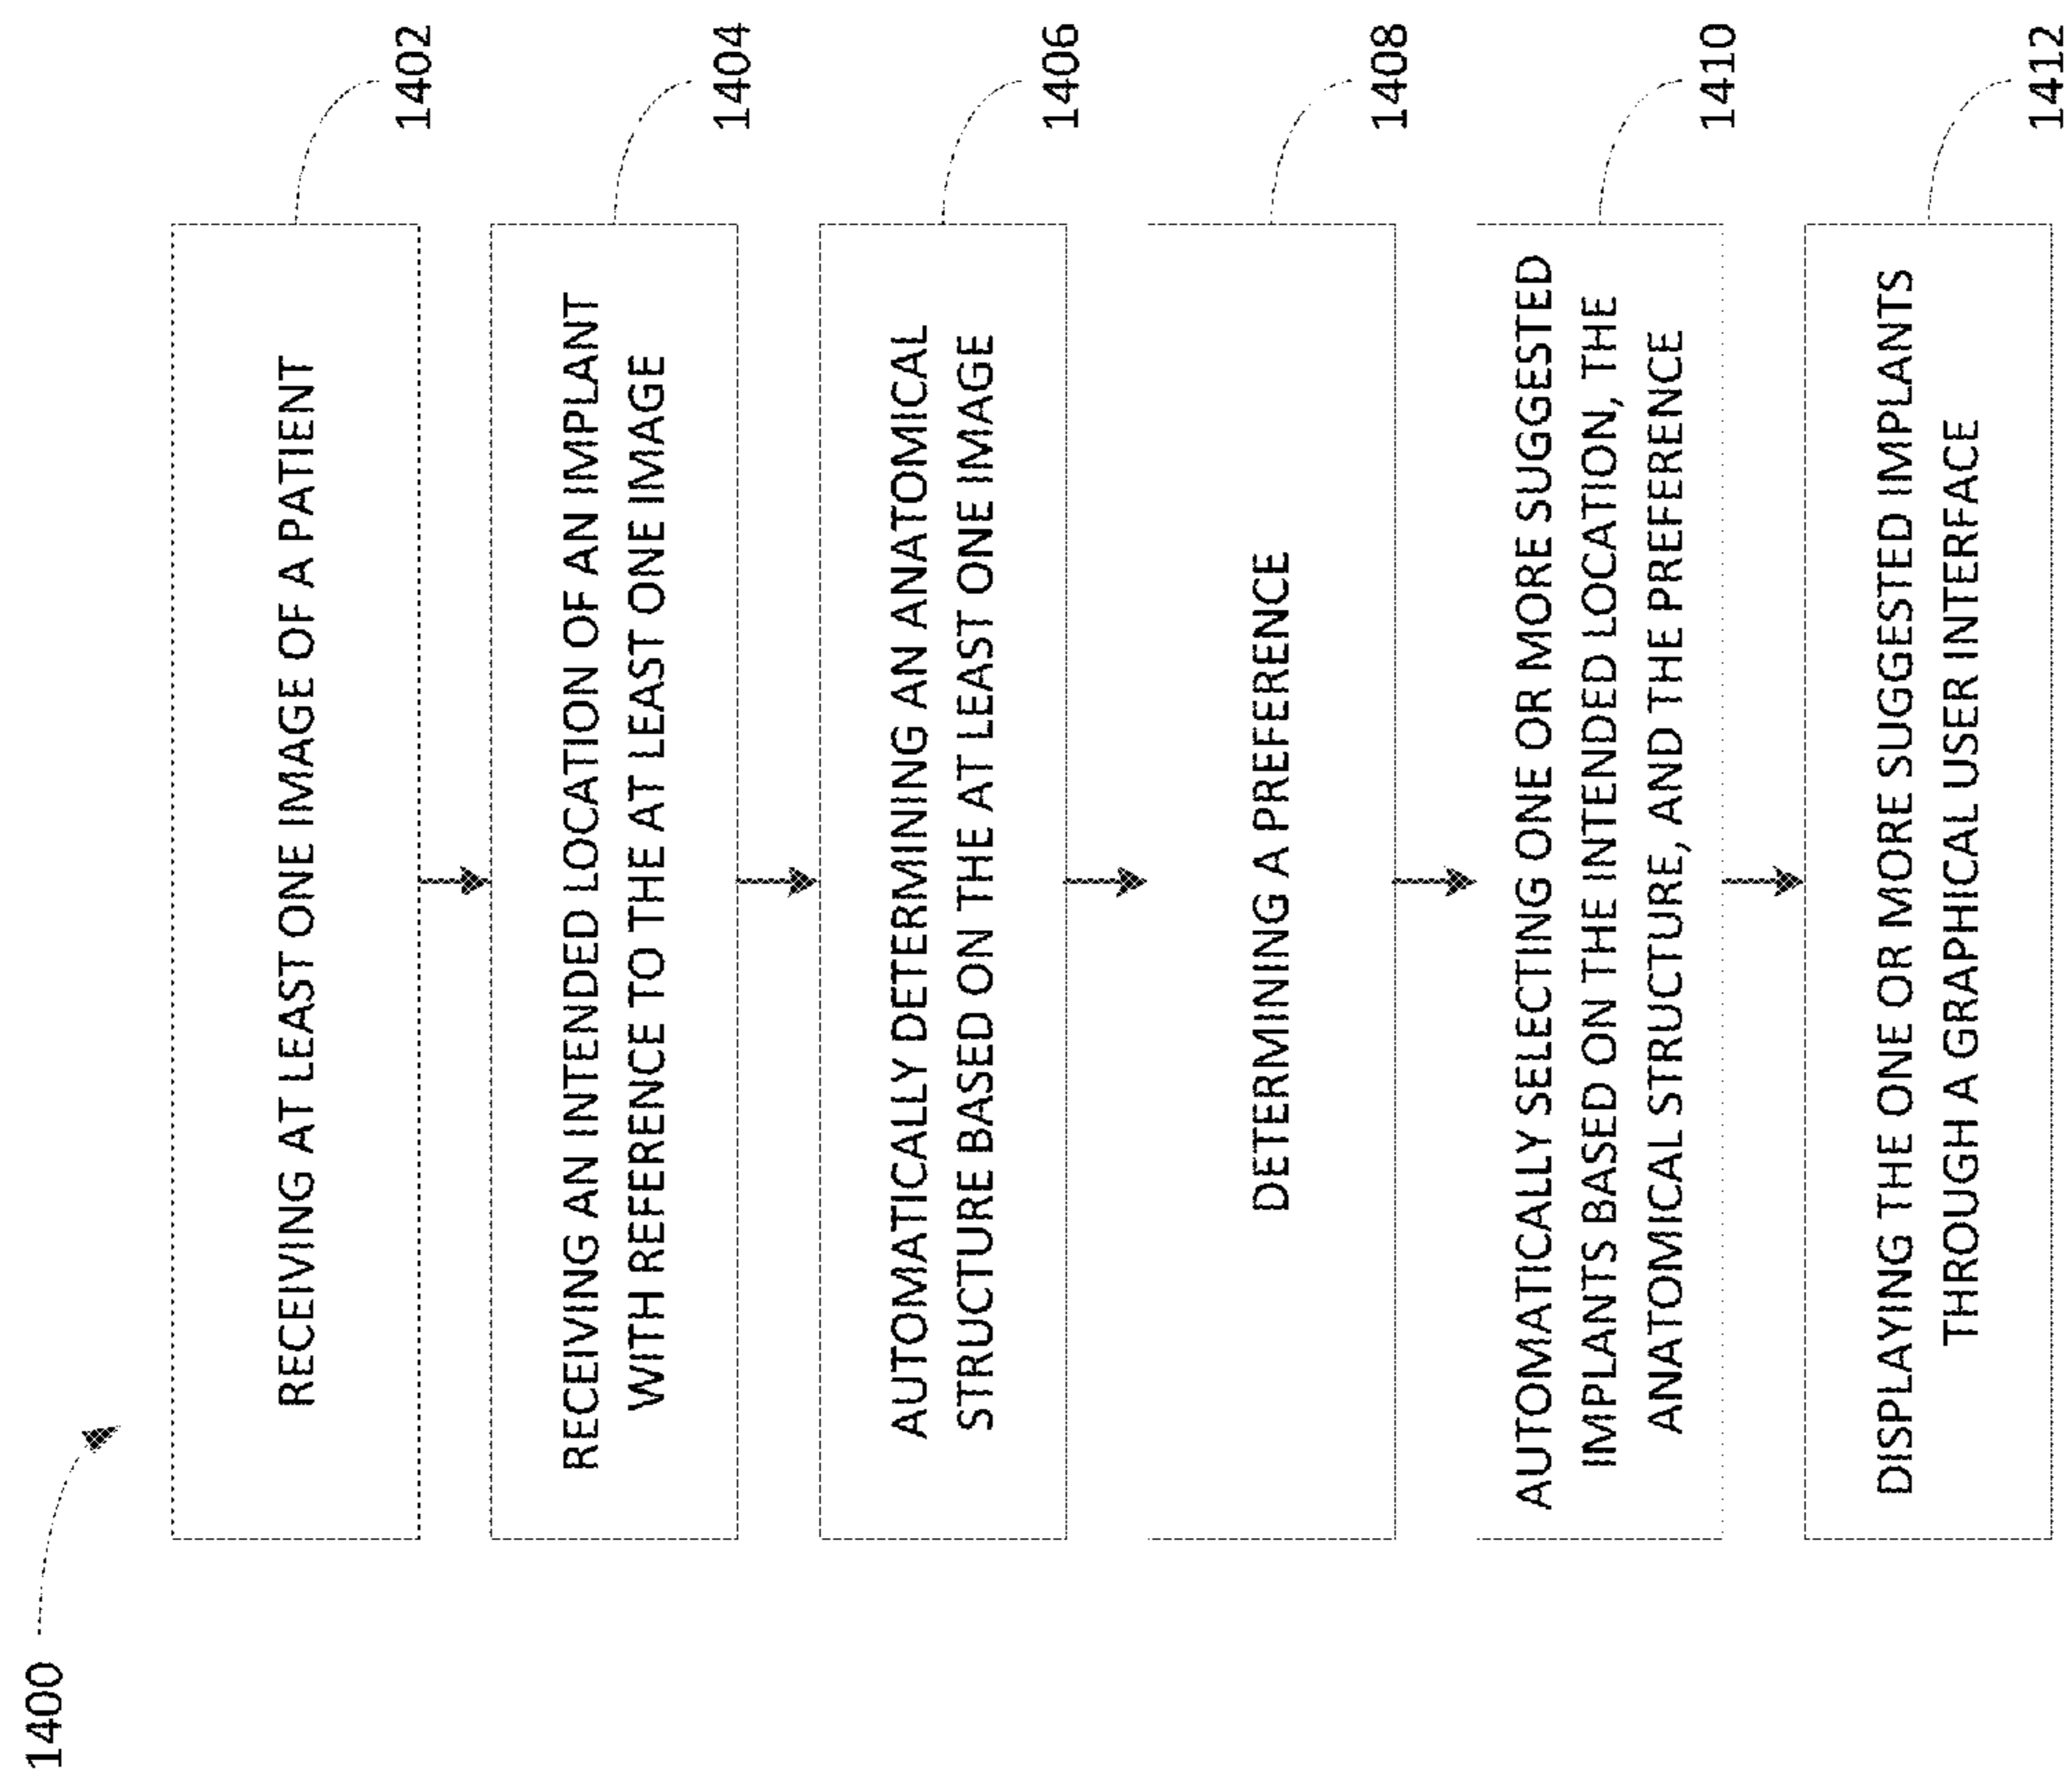 1400
RECEIVING AT LEAST ONE IMAGE OF A PATIENT
1402
RECEIVING AN INTENDED LOCATION OF AN IMPLANT
WITH REFERENCE TO THE AT LEAST ONE IMAGE
1404
AUTOMATICALLY DETERMINING AN ANATOMICAL
STRUCTURE BASED ON THE AT LEAST ONE IMAGE
1406
DETERMINING A PREFERENCE
1408
AUTOMATICALLY SELECTING ONE OR MORE SUGGESTED
IMPLANTS BASED ON THE INTENDED LOCATION, THE
ANATOMICAL STRUCTURE, AND THE PREFERENCE
1410
DISPLAYING THE ONE OR MORE SUGGESTED IMPLANTS
THROUGH A GRAPHICAL USER INTERFACE
1412